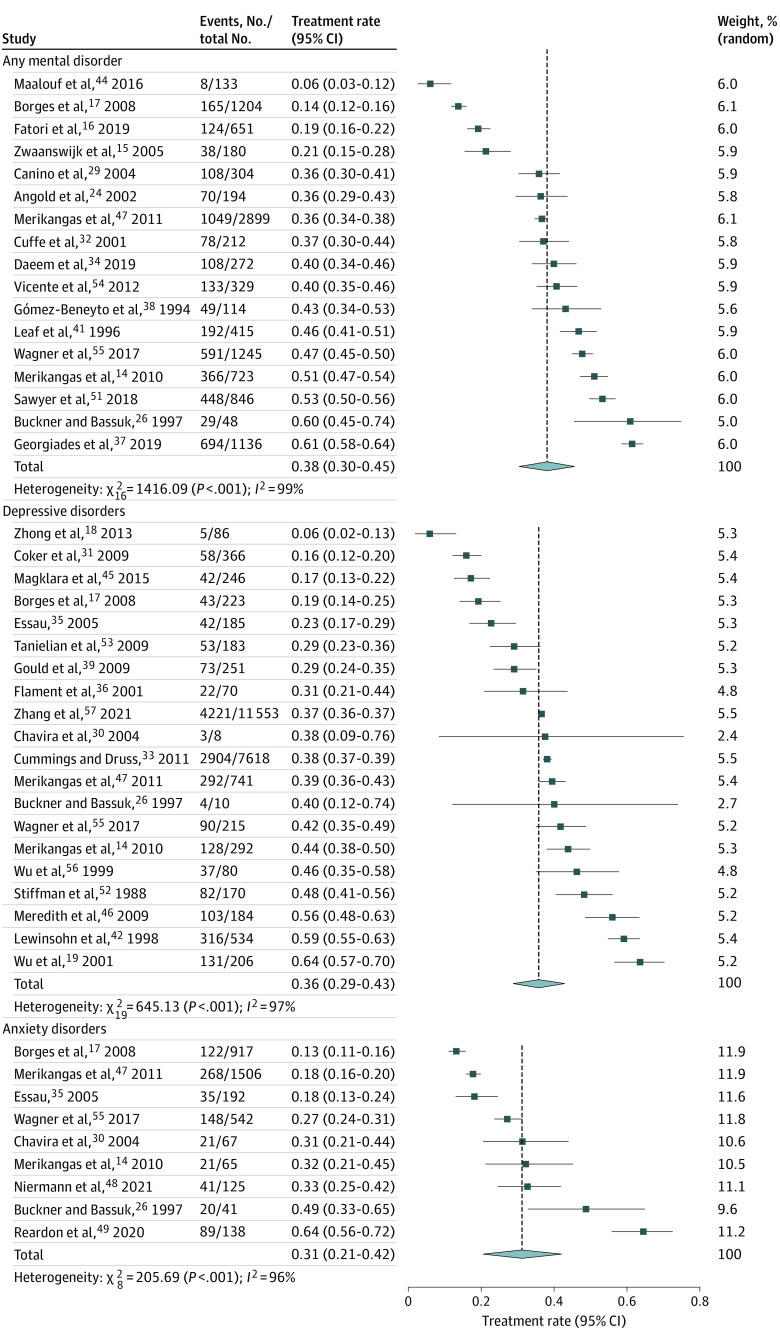 Study Events, No./ total No. Treatment rate (95% CI) Weight, % (random)
Any mental disorder
Maalouf et al,44 2016 8/133 0.06 (0.03-0.12) 6.0
Borges et al,17 2008 165/1204 0.14 (0.12-0.16) 6.1
Fatori et al,16 2019 124/651 0.19 (0.16-0.22) 6.0
Zwaanswijk et al,15 2005 38/180 0.21 (0.15-0.28) 5.9
Canino et al,29 2004 108/304 0.36 (0.30-0.41) 5.9
Angold et al,24 2002 70/194 0.36 (0.29-0.43) 5.8
Merikangas et al,47 2011 1049/2899 0.36 (0.34-0.38) 6.1
Cuffe et al,32 2001 78/212 0.37 (0.30-0.44) 5.8
Daeem et al,34 2019 108/272 0.40 (0.34-0.46) 5.9
Vicente et al,54 2012 133/329 0.40 (0.35-0.46) 5.9
Gómez-Beneyto et al,38 1994 49/114 0.43 (0.34-0.53) 5.6
Leaf et al,41 1996 192/415 0.46 (0.41-0.51) 5.9
Wagner et al,55 2017 591/1245 0.47 (0.45-0.50) 6.0
Merikangas et al,14 2010 366/723 0.51 (0.47-0.54) 6.0
Sawyer et al,51 2018 448/846 0.53 (0.50-0.56) 6.0
Buckner and Bassuk,26 1997 29/48 0.60 (0.45-0.74) 5.0
Georgiades et al,37 2019 694/1136 0.61 (0.58-0.64) 6.0
Total 0.38 (0.30-0.45) 100
Heterogeneity: χ²16 = 1416.09 (P <.001); I² = 99%
Depressive disorders
Zhong et al,18 2013 5/86 0.06 (0.02-0.13) 5.3
Coker et al,31 2009 58/366 0.16 (0.12-0.20) 5.4
Magklara et al,45 2015 42/246 0.17 (0.13-0.22) 5.4
Borges et al,17 2008 43/223 0.19 (0.14-0.25) 5.3
Essau,35 2005 42/185 0.23 (0.17-0.29) 5.3
Tanielian et al,53 2009 53/183 0.29 (0.23-0.36) 5.2
Gould et al,39 2009 73/251 0.29 (0.24-0.35) 5.3
Flament et al,36 2001 22/70 0.31 (0.21-0.44) 4.8
Zhang et al,57 2021 4221/11 553 0.37 (0.36-0.37) 5.5
Chavira et al,30 2004 3/8 0.38 (0.09-0.76) 2.4
Cummings and Druss,33 2011 2904/7618 0.38 (0.37-0.39) 5.5
Merikangas et al,47 2011 292/741 0.39 (0.36-0.43) 5.4
Buckner and Bassuk,26 1997 4/10 0.40 (0.12-0.74) 2.7
Wagner et al,55 2017 90/215 0.42 (0.35-0.49) 5.2
Merikangas et al,14 2010 128/292 0.44 (0.38-0.50) 5.3
Wu et al,56 1999 37/80 0.46 (0.35-0.58) 4.8
Stiffman et al,52 1988 82/170 0.48 (0.41-0.56) 5.2
Meredith et al,46 2009 103/184 0.56 (0.48-0.63) 5.2
Lewinsohn et al,42 1998 316/534 0.59 (0.55-0.63) 5.4
Wu et al,19 2001 131/206 0.64 (0.57-0.70) 5.2
Total 0.36 (0.29-0.43) 100
Heterogeneity: χ²19 = 645.13 (P <.001); I² = 97%
Anxiety disorders
Borges et al,17 2008 122/917 0.13 (0.11-0.16) 11.9
Merikangas et al,47 2011 268/1506 0.18 (0.16-0.20) 11.9
Essau,35 2005 35/192 0.18 (0.13-0.24) 11.6
Wagner et al,55 2017 148/542 0.27 (0.24-0.31) 11.8
Chavira et al,30 2004 21/67 0.31 (0.21-0.44) 10.6
Merikangas et al,14 2010 21/65 0.32 (0.21-0.45) 10.5
Niermann et al,48 2021 41/125 0.33 (0.25-0.42) 11.1
Buckner and Bassuk,26 1997 20/41 0.49 (0.33-0.65) 9.6
Reardon et al,49 2020 89/138 0.64 (0.56-0.72) 11.2
Total 0.31 (0.21-0.42) 100
Heterogeneity: χ²8 = 205.69 (P <.001); I² = 96%
0 0.2 0.4 0.6 0.8
Treatment rate (95% CI)